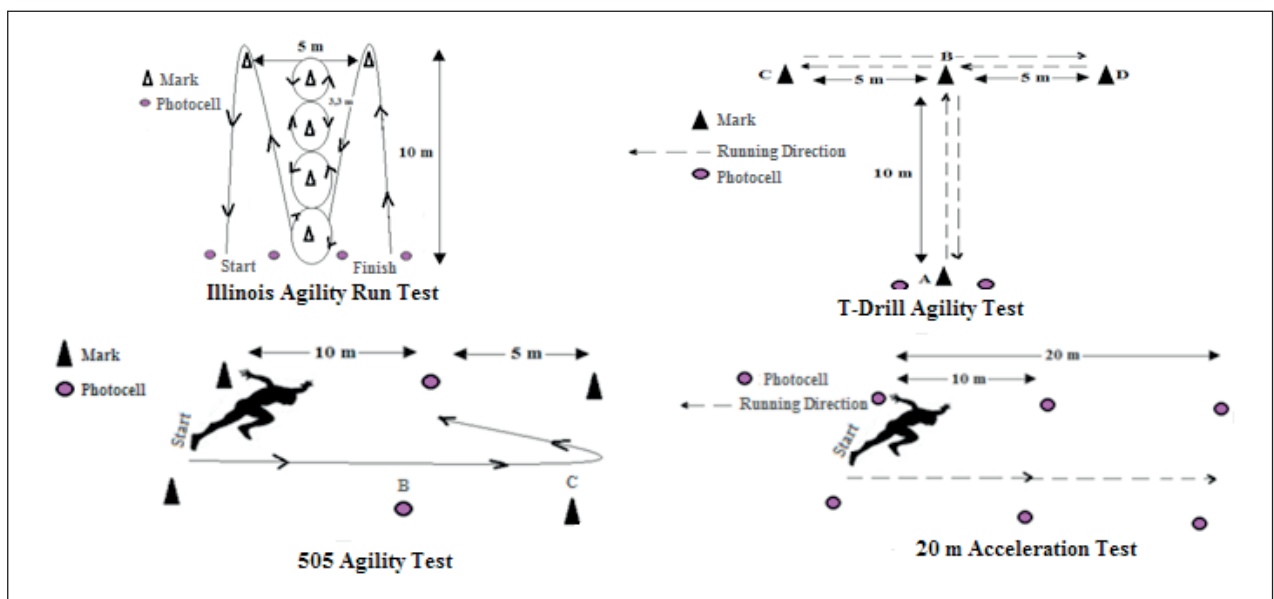 5 m
Mark
Photocell
3,3 m
10 m
Start
Finish
Illinois Agility Run Test
B
C
D
5 m
5 m
Mark
Running Direction
Photocell
10 m
A
T-Drill Agility Test
Mark
Photocell
10 m
5 m
Start
B
C
505 Agility Test
20 m
Photocell
10 m
Running Direction
Start
20 m Acceleration Test